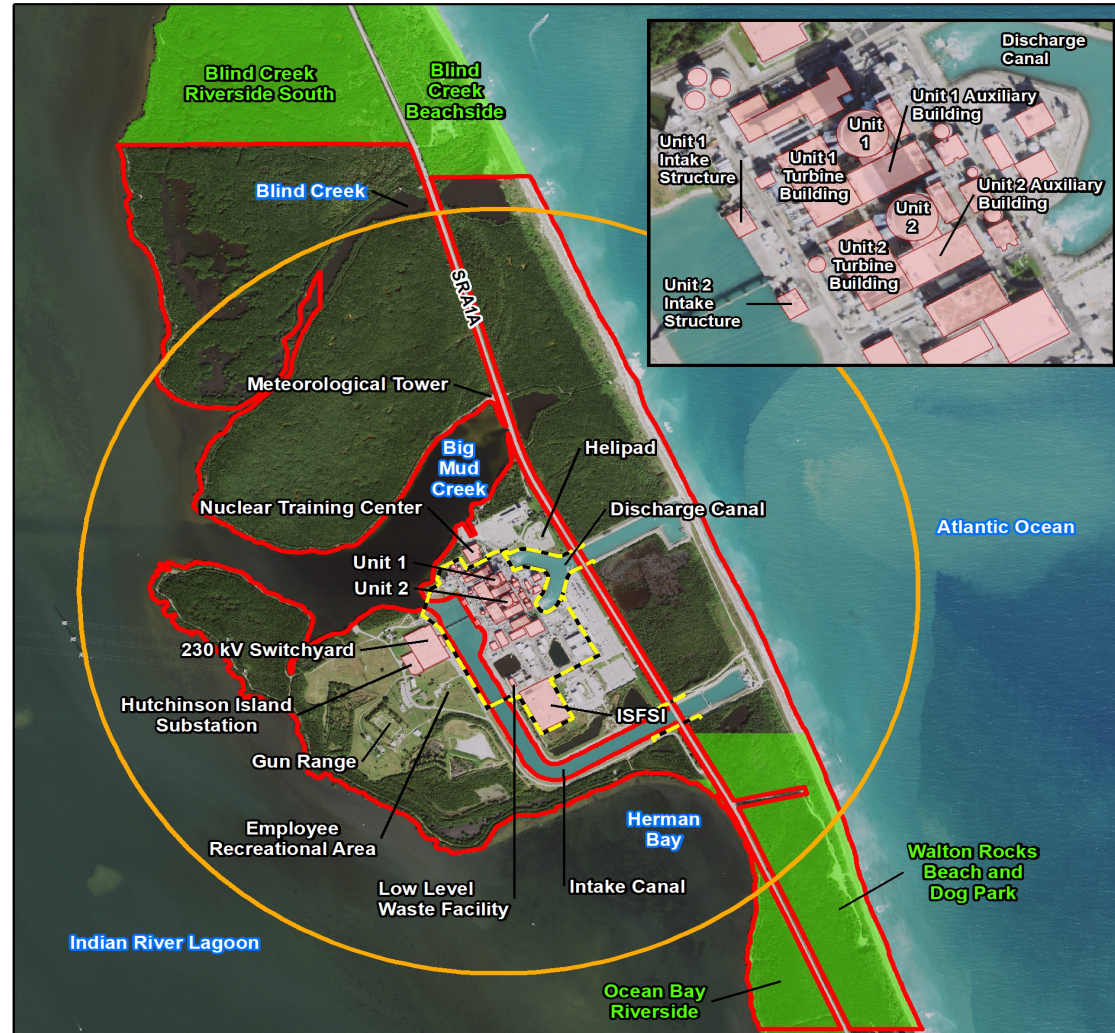 Blind Creek
Riverside South
Blind
Creek
Beachside
Blind Creek
SR A1A
Meteorological Tower
Big
Mud
Creek
Helipad
Nuclear Training Center
Discharge Canal
Unit 1
Unit 2
Atlantic Ocean
230 kV Switchyard
Hutchinson Island
Substation
ISFSI
Gun Range
Employee
Recreational Area
Herman
Bay
Low Level
Waste Facility
Intake Canal
Walton Rocks
Beach and
Dog Park
Indian River Lagoon
Ocean Bay
Riverside
Discharge
Canal
Unit 1 Auxiliary
Building
Unit
1
Unit 1
Intake
Structure
Unit 1
Turbine
Building
Unit 2 Auxiliary
Building
Unit
2
Unit 2
Turbine
Building
Unit 2
Intake
Structure